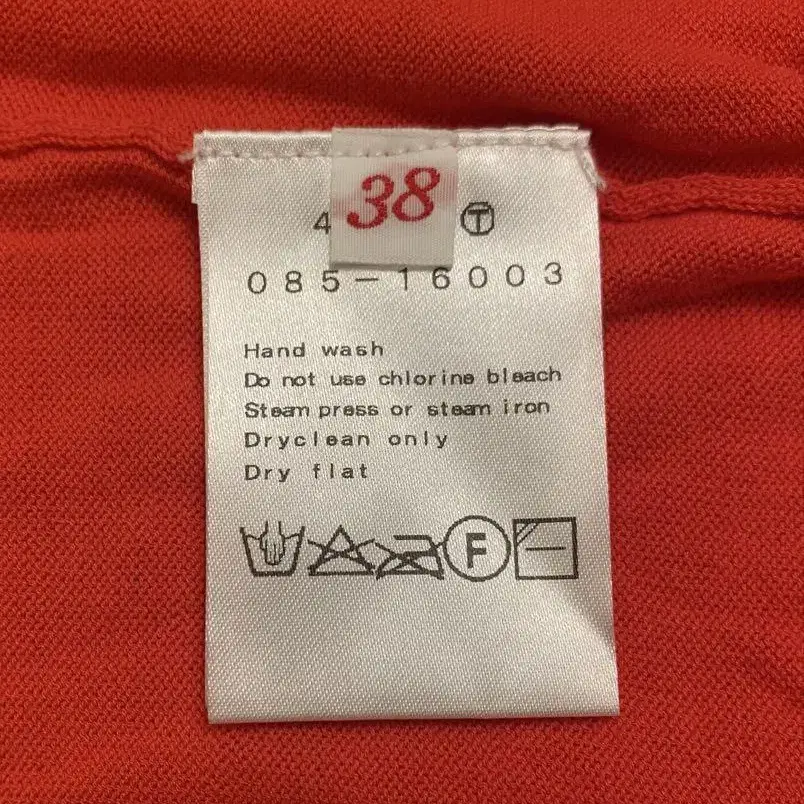 38
4 T
085-16003
Hand wash
Do not use chlorine bleach
Steam press or steam iron
Dryclean only
Dry flat
F